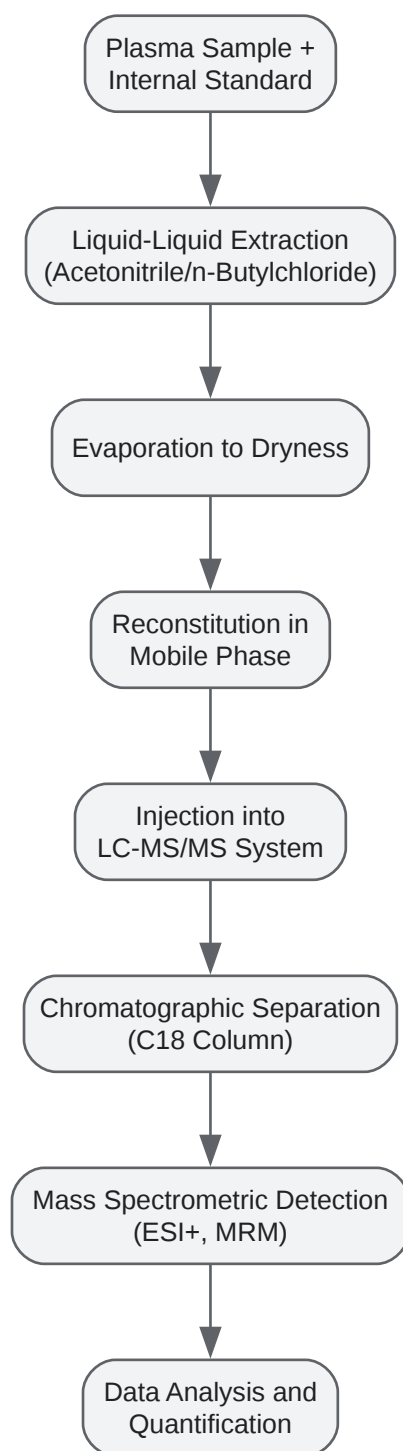 Plasma Sample +
Internal Standard
Liquid-Liquid Extraction
(Acetonitrile/n-Butylchloride)
Evaporation to Dryness
Reconstitution in
Mobile Phase
Injection into
LC-MS/MS System
Chromatographic Separation
(C18 Column)
Mass Spectrometric Detection
(ESI+, MRM)
Data Analysis and
Quantification